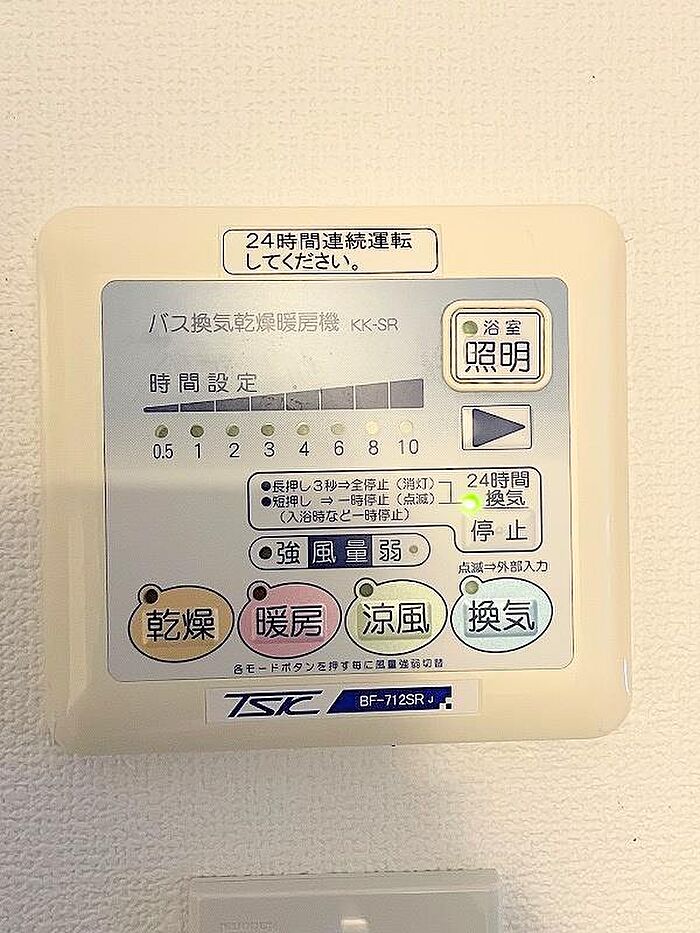 24時間連続運転
してください。
バス換気乾燥暖房機 KK-SR
浴室
照明
時間設定
0.5 1 2 3 4 6 8 10
●長押し3秒⇒全停止（消灯）
●短押し ⇒一時停止（点滅）
（入浴時など一時停止）
24時間
換気
停止
強 風量 弱
点滅⇒外部入力
乾燥 暖房 涼風 換気
各モードボタンを押す毎に風量強弱切替
TSK BF-712SR J